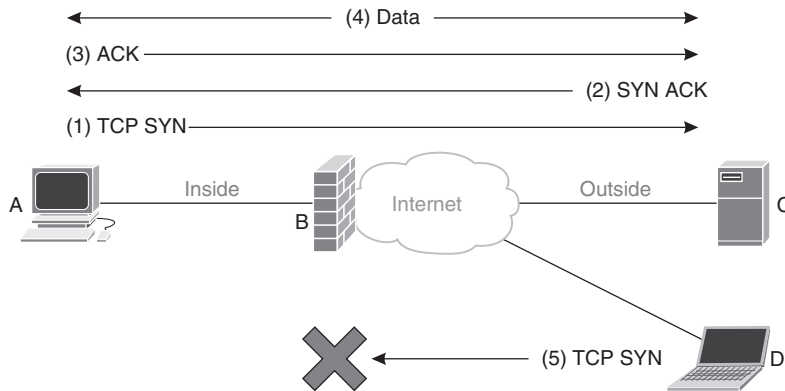 (4) Data
(3) ACK
(2) SYN ACK
(1) TCP SYN
A
Inside
B
Internet
Outside
C
(5) TCP SYN
D